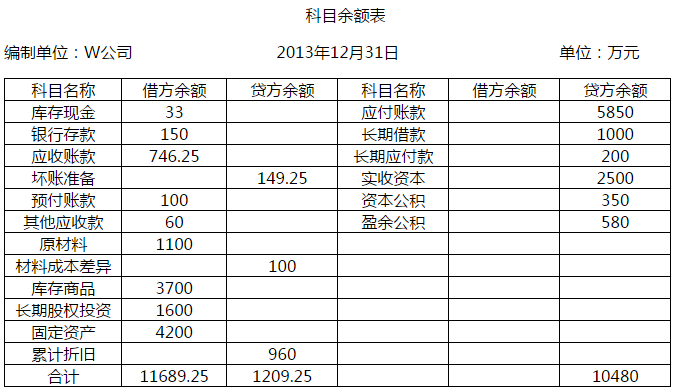 科目余额表
编制单位：W公司 2013年12月31日 单位：万元
科目名称 借方余额 贷方余额 科目名称 借方余额 贷方余额
库存现金 33 应付账款 5850
银行存款 150 长期借款 1000
应收账款 746.25 长期应付款 200
坏账准备 149.25 实收资本 2500
预付账款 100 资本公积 350
其他应收款 60 盈余公积 580
原材料 1100
材料成本差异 100
库存商品 3700
长期股权投资 1600
固定资产 4200
累计折旧 960
合计 11689.25 1209.25 10480